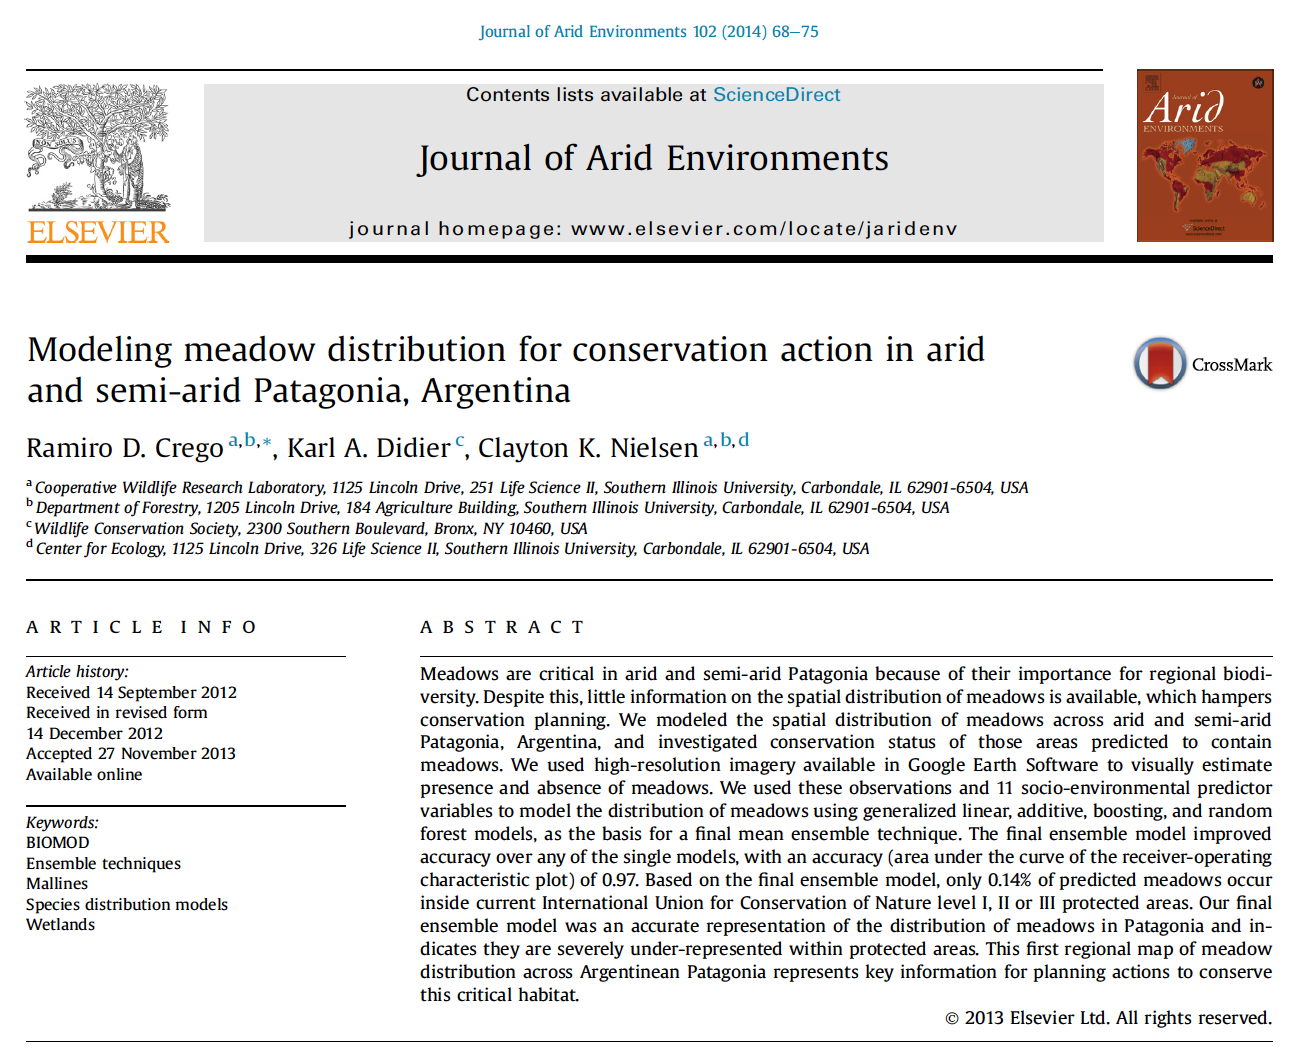 Journal of Arid Environments 102 (2014) 68–75
Contents lists available at ScienceDirect
Journal of Arid Environments
journal homepage: www.elsevier.com/locate/jaridenv
ELSEVIER
Arid
ENVIRONMENTS
ScienceDirect
Modeling meadow distribution for conservation action in arid
and semi-arid Patagonia, Argentina
CrossMark
Ramiro D. Crego a,b,*, Karl A. Didier c, Clayton K. Nielsen a,b,d
a Cooperative Wildlife Research Laboratory, 1125 Lincoln Drive, 251 Life Science II, Southern Illinois University, Carbondale, IL 62901-6504, USA
b Department of Forestry, 1205 Lincoln Drive, 184 Agriculture Building, Southern Illinois University, Carbondale, IL 62901-6504, USA
c Wildlife Conservation Society, 2300 Southern Boulevard, Bronx, NY 10460, USA
d Center for Ecology, 1125 Lincoln Drive, 326 Life Science II, Southern Illinois University, Carbondale, IL 62901-6504, USA
ARTICLE INFO
Article history:
Received 14 September 2012
Received in revised form
14 December 2012
Accepted 27 November 2013
Available online
Keywords:
BIOMOD
Ensemble techniques
Mallines
Species distribution models
Wetlands
ABSTRACT
Meadows are critical in arid and semi-arid Patagonia because of their importance for regional biodi-
versity. Despite this, little information on the spatial distribution of meadows is available, which hampers
conservation planning. We modeled the spatial distribution of meadows across arid and semi-arid
Patagonia, Argentina, and investigated conservation status of those areas predicted to contain
meadows. We used high-resolution imagery available in Google Earth Software to visually estimate
presence and absence of meadows. We used these observations and 11 socio-environmental predictor
variables to model the distribution of meadows using generalized linear, additive, boosting, and random
forest models, as the basis for a final mean ensemble technique. The final ensemble model improved
accuracy over any of the single models, with an accuracy (area under the curve of the receiver-operating
characteristic plot) of 0.97. Based on the final ensemble model, only 0.14% of predicted meadows occur
inside current International Union for Conservation of Nature level I, II or III protected areas. Our final
ensemble model was an accurate representation of the distribution of meadows in Patagonia and in-
dicates they are severely under-represented within protected areas. This first regional map of meadow
distribution across Argentinean Patagonia represents key information for planning actions to conserve
this critical habitat.
© 2013 Elsevier Ltd. All rights reserved.